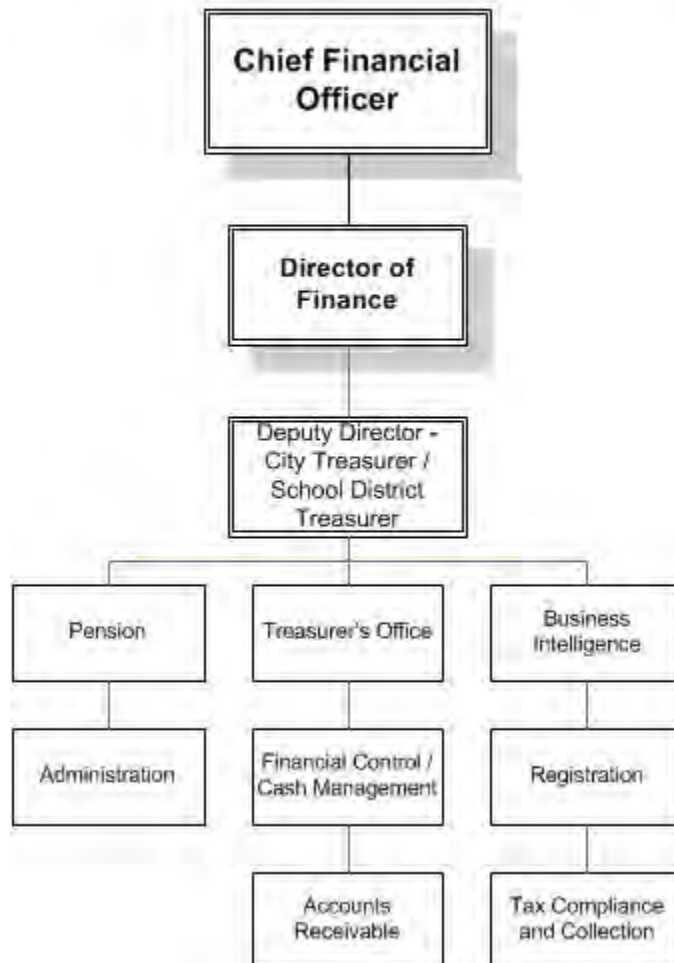 Chief Financial
Officer
Director of
Finance
Deputy Director -
City Treasurer /
School District
Treasurer
Pension
Treasurer's Office
Business
Intelligence
Administration
Financial Control /
Cash Management
Registration
Accounts
Receivable
Tax Compliance
and Collection